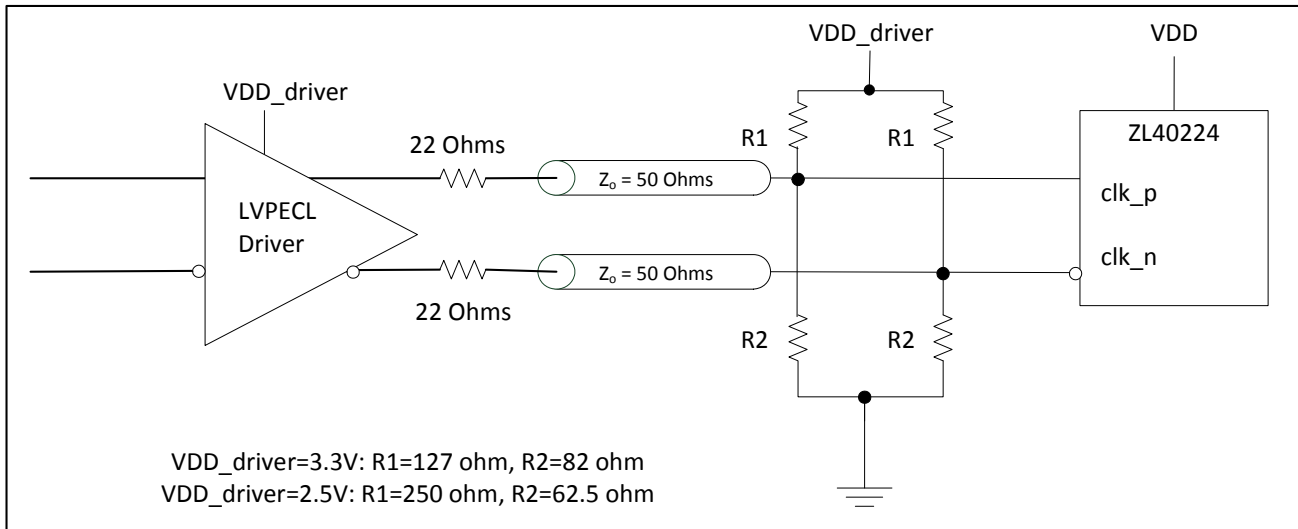 VDD_driver
VDD
VDD_driver
22 Ohms
R1
R1
ZL40224
Zo = 50 Ohms
clk_p
LVPECL
Driver
clk_n
Zo = 50 Ohms
22 Ohms
R2
R2
VDD_driver=3.3V: R1=127 ohm, R2=82 ohm
VDD_driver=2.5V: R1=250 ohm, R2=62.5 ohm